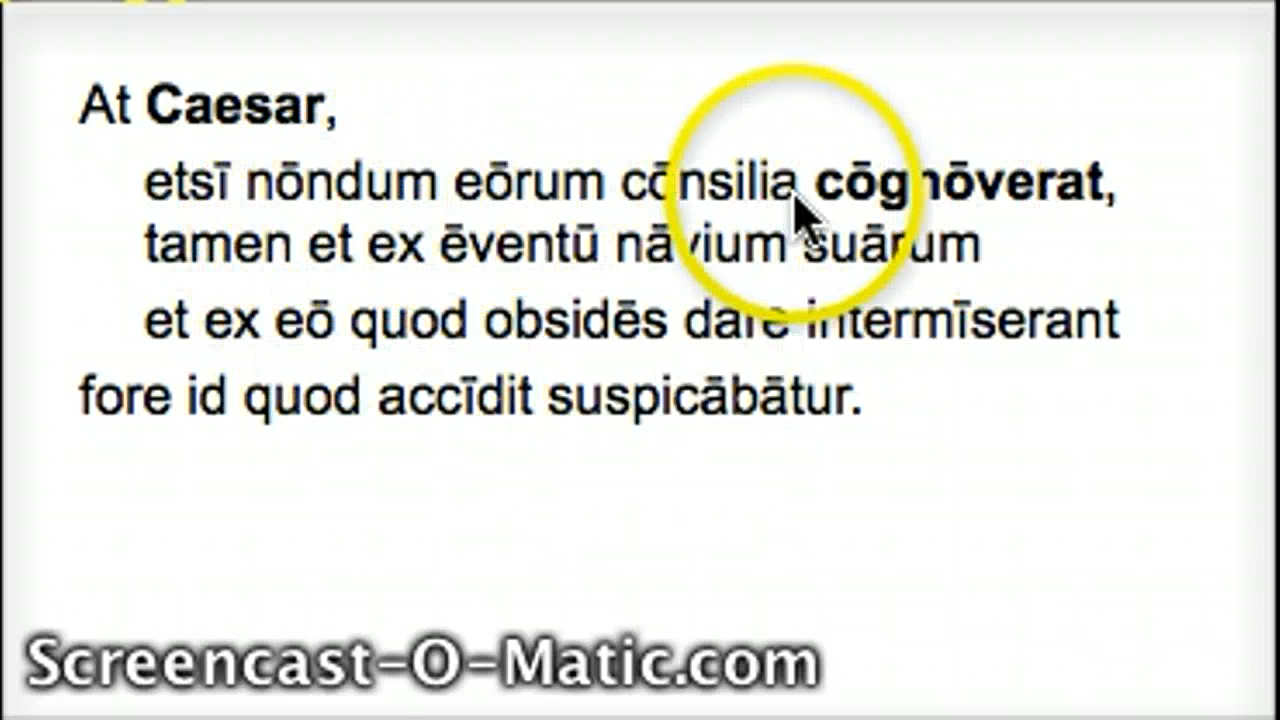 At Caesar,
etsī nōndum eōrum cōnsilia cōgnōverat,
tamen et ex ēventū nāvium suārum
et ex eō quod obsidēs dare intermīserant
fore id quod accīdit suspicābātur.
Screencast-O-Matic.com